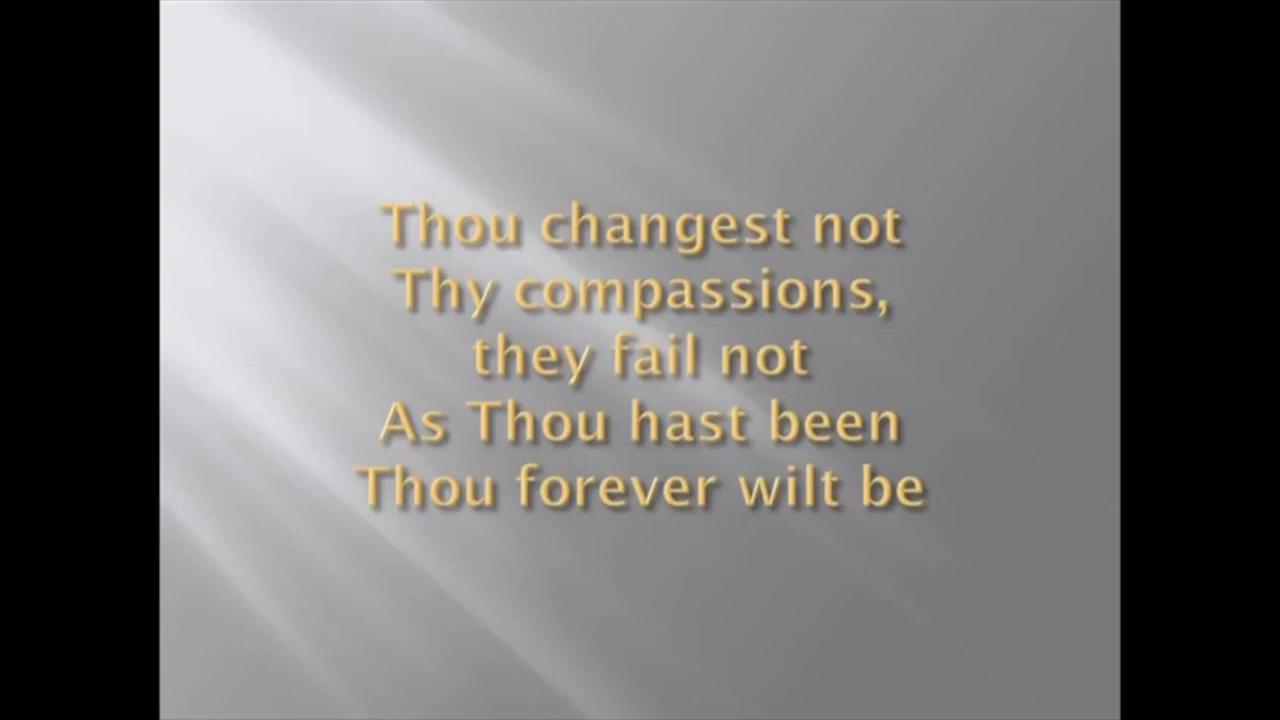 Thou changest not
Thy compassions,
they fail not
As Thou hast been
Thou forever wilt be